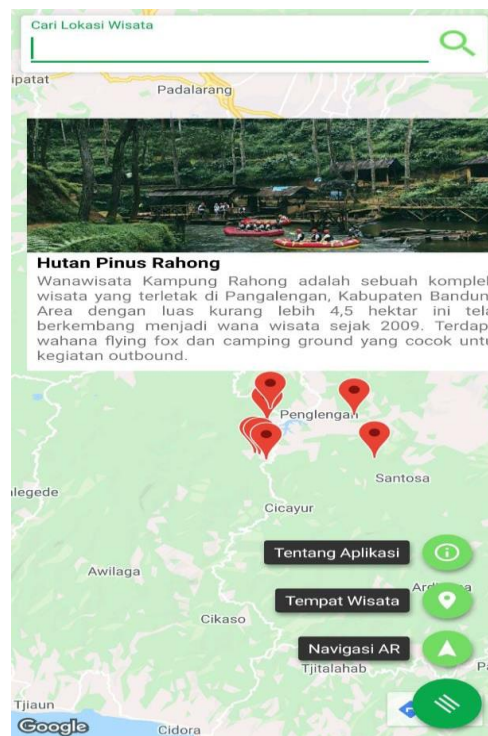 Cari Lokasi Wisata
ipatat
Padalarang
Hutan Pinus Rahong
Wanawisata Kampung Rahong adalah sebuah komplek
wisata yang terletak di Pangalengan, Kabupaten Bandun
Area dengan luas kurang lebih 4,5 hektar ini tela
berkembang menjadi wana wisata sejak 2009. Terdap
wahana flying fox dan camping ground yang cocok untu
kegiatan outbound.
Penglengan
Santosa
legede
Cicayur
Tentang Aplikasi
Awilaga
Tempat Wisata
Cikaso
Navigasi AR
Tjitalahab
Tjiaun
Google
Cidora